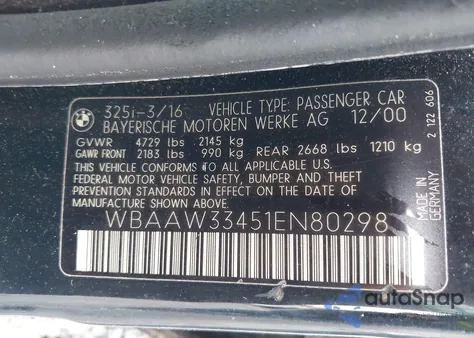 325i-3/16 VEHICLE TYPE: PASSENGER CAR
BAYERISCHE MOTOREN WERKE AG 12/00
GVWR 4729 lbs 2145 kg
GAWR FRONT 2183 lbs 990 kg REAR 2668 lbs 1210 kg
THIS VEHICLE CONFORMS TO ALL APPLICABLE
FEDERAL MOTOR VEHICLE
SAFETY, BUMPER AND THEFT
PREVENTION STANDARDS IN EFFECT ON THE DATE
OF MANUFACTURE SHOWN ABOVE.
WBAAW33451EN80298
MADE IN
GERMANY
2 122 606
autoSnap